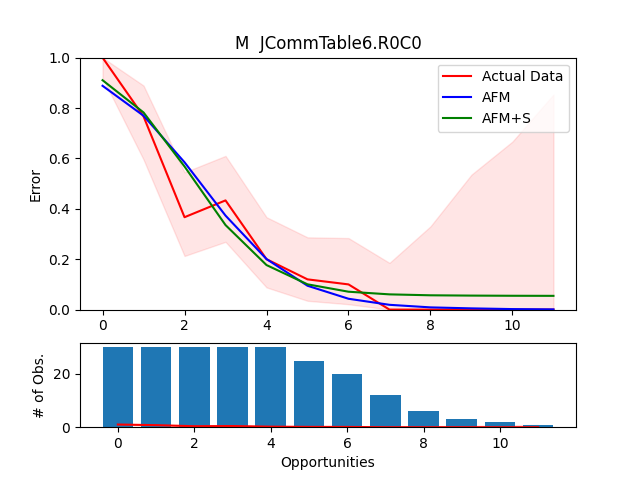 M  JCommTable6.R0C0
1.0
0.8
0.6
0.4
0.2
0.0
Error
Actual Data
AFM
AFM+S
0 2 4 6 8 10
20
0
# of Obs.
0 2 4 6 8 10
Opportunities